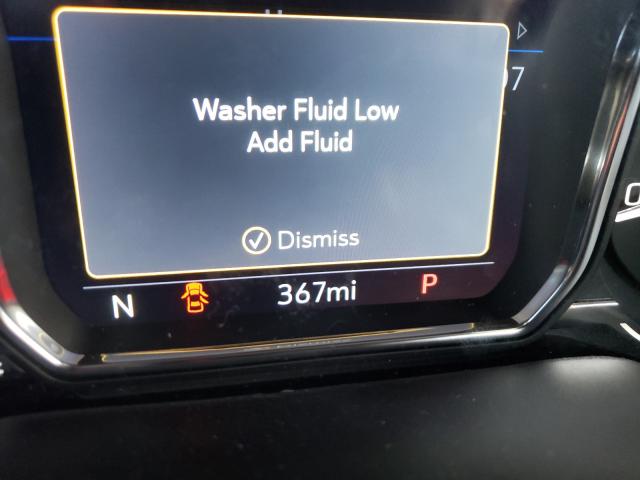 Washer Fluid Low
Add Fluid
Dismiss
N 367mi P